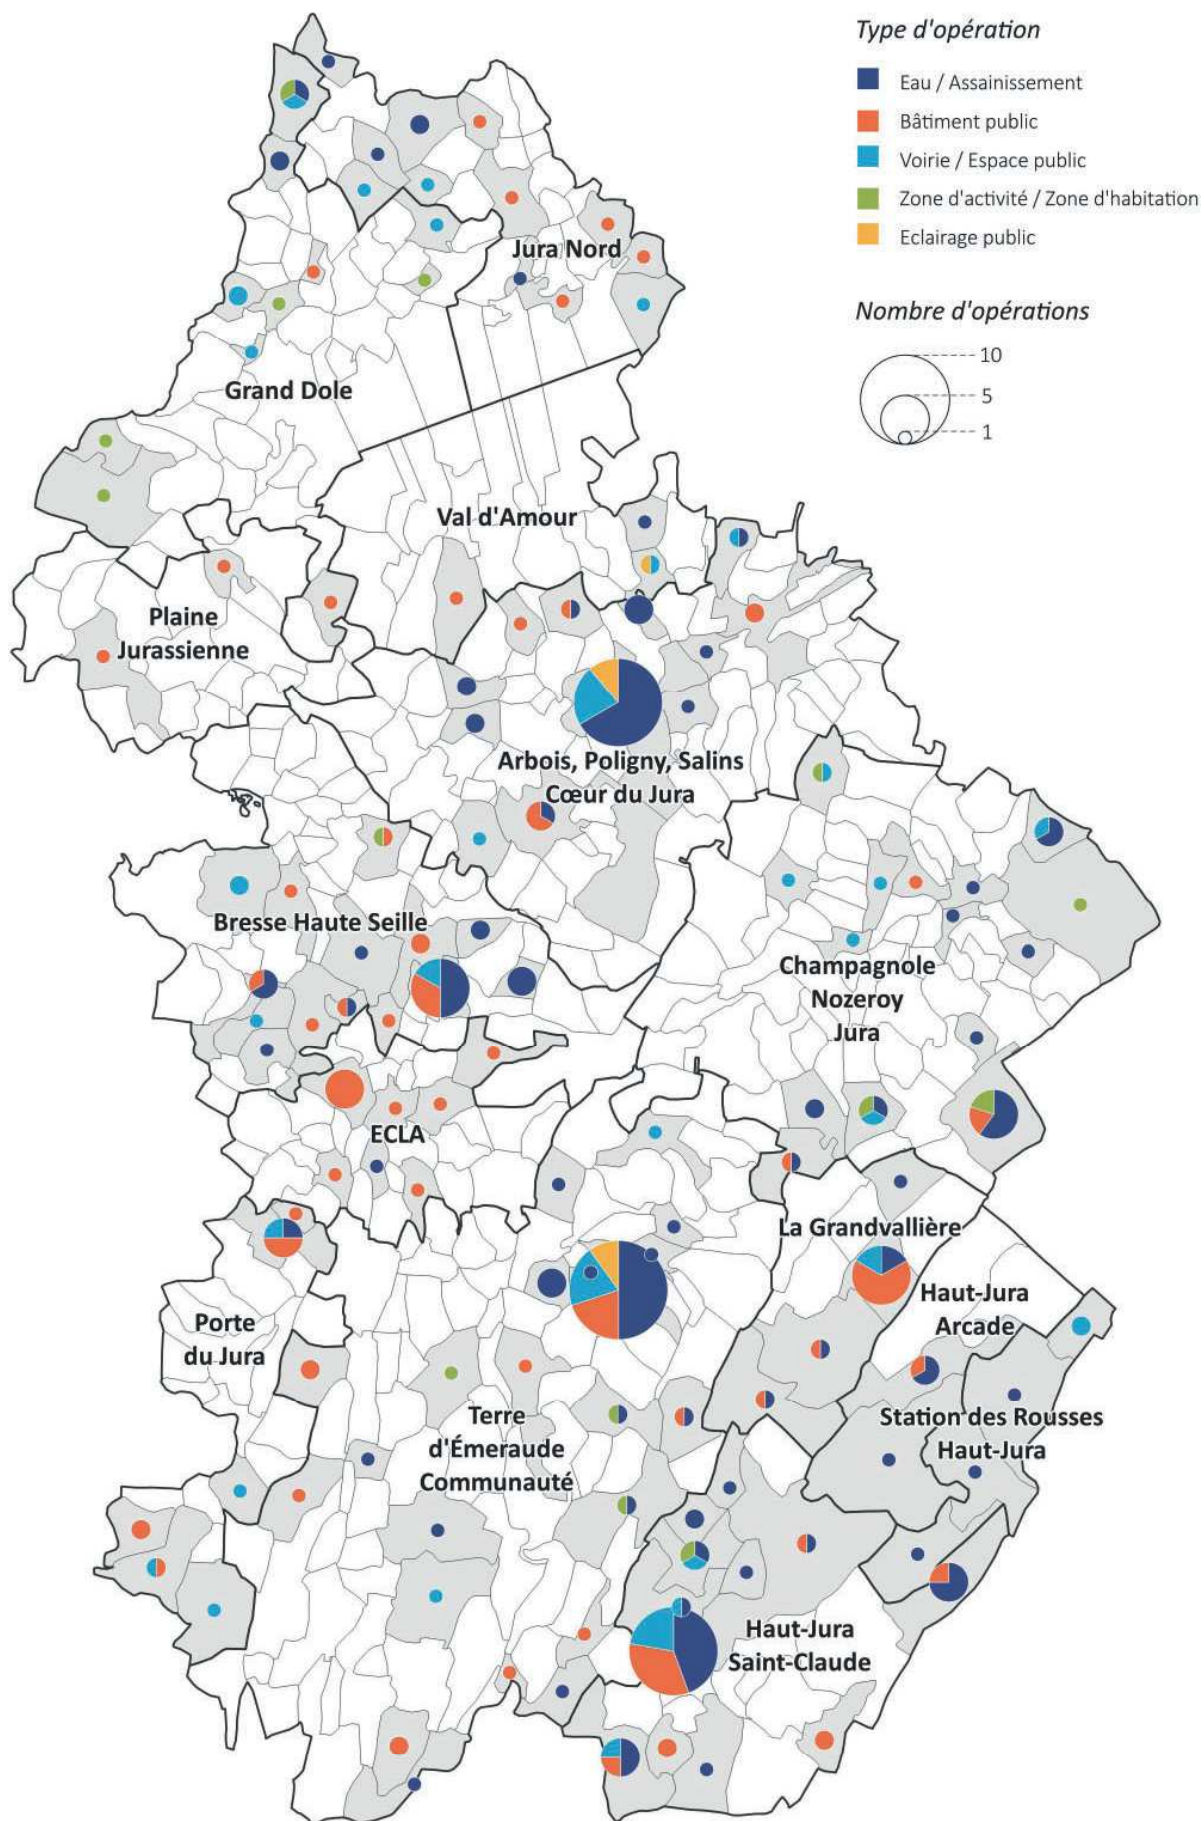 Type d'opération
Eau / Assainissement
Bâtiment public
Voirie / Espace public
Zone d'activité / Zone d'habitation
Eclairage public
Nombre d'opérations
10
5
1
Jura Nord
Grand Dole
Val d'Amour
Plaine
Jurassienne
Arbois, Poligny, Salins
Cœur du Jura
Bresse Haute Seille
Champagnole
Nozeroy
Jura
ECLA
La Grandvallière
Haut-Jura
Arcade
Porte
du Jura
Station des Rousses
Haut-Jura
Terre
d'Émeraude
Communauté
Haut-Jura
Saint-Claude